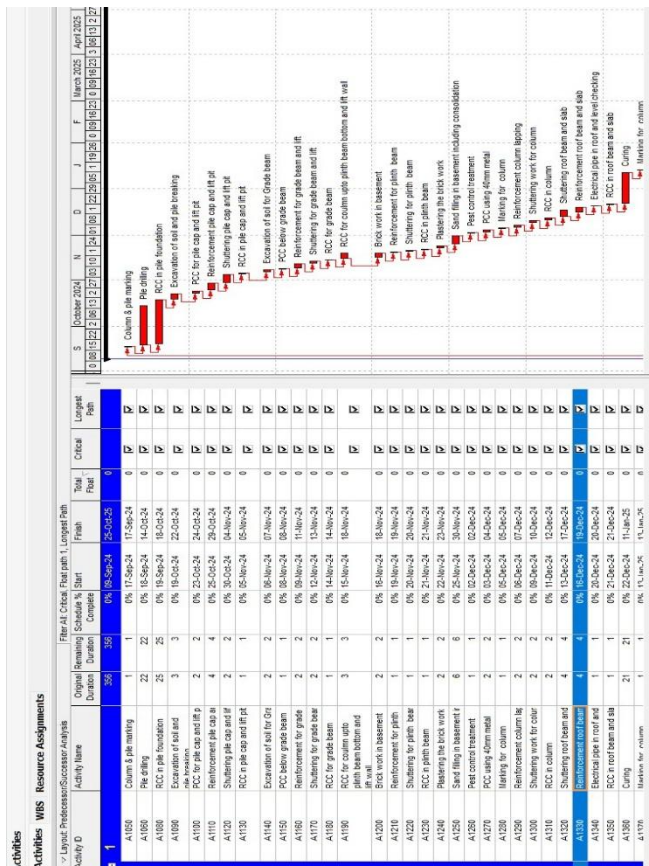 Activities
Activities WBS Resource Assignments
Layout: Predecessor/Successor Analysis Filter All: Critical, Float path 1, Longest Path
Activity ID Activity Name Original Duration Remaining Duration Schedule % Complete Start Finish Total Float Critical Longest Path
S October 2024 N D J F March 2025 April 2025
1 356 356 0% 09-Sep-24 25-Oct-25 0
A1050 Column & pile marking 1 1 0% 17-Sep-24 17-Sep-24 0 Column & pile marking
A1060 Pile drilling 22 22 0% 18-Sep-24 14-Oct-24 0 Pile drilling
A1080 RCC in pile foundation 25 25 0% 18-Oct-24 0 RCC in pile foundation
A1090 Excavation of soil and pile breaking 3 3 0% 19-Oct-24 22-Oct-24 0 Excavation of soil and pile breaking
A1100 PCC for pile cap and lift p 2 2 0% 23-Oct-24 24-Oct-24 0 PCC for pile cap and lift pit
A1110 Reinforcement pile cap ar 4 4 0% 25-Oct-24 29-Oct-24 0 Reinforcement pile cap and lift pit
A1120 Shuttering pile cap and lif 2 2 0% 30-Oct-24 04-Nov-24 0 Shuttering pile cap and lift pit
A1130 RCC in pile cap and lift pit 1 1 0% 05-Nov-24 05-Nov-24 0 RCC in pile cap and lift pit
A1140 Excavation of soil for Gra 2 2 0% 06-Nov-24 07-Nov-24 0 Excavation of soil for Grade beam
A1150 PCC below grade beam 1 1 0% 08-Nov-24 08-Nov-24 0 PCC below grade beam
A1160 Reinforcement for grade 2 2 0% 09-Nov-24 11-Nov-24 0 Reinforcement for grade beam and lift
A1170 Shuttering for grade bear 2 2 0% 12-Nov-24 13-Nov-24 0 Shuttering for grade beam and lift
A1180 RCC for grade beam 1 1 0% 14-Nov-24 14-Nov-24 0 RCC for grade beam
A1190 RCC for coulmn upto plinth beam bottom and lift wall 3 3 0% 15-Nov-24 18-Nov-24 0 RCC for coulmn upto plinth beam bottom and lift wall
A1200 Brick work in basement 2 2 0% 16-Nov-24 18-Nov-24 0 Brick work in basement
A1210 Reinforcement for plinth 1 1 0% 19-Nov-24 19-Nov-24 0 Reinforcement for plinth beam
A1220 Shuttering for plinth bear 1 1 0% 20-Nov-24 20-Nov-24 0 Shuttering for plinth beam
A1230 RCC in plinth beam 1 1 0% 21-Nov-24 21-Nov-24 0 RCC in plinth beam
A1240 Plastering the brick work 2 2 0% 22-Nov-24 23-Nov-24 0 Plastering the brick work
A1250 Sand filling in basement ir 6 6 0% 25-Nov-24 30-Nov-24 0 Sand filling in basement including consolidation
A1260 Pest control treatment 1 1 0% 02-Dec-24 02-Dec-24 0 Pest control treatment
A1270 PCC using 40mm metal 2 2 0% 03-Dec-24 04-Dec-24 0 PCC using 40mm metal
A1280 Marking for column 1 1 0% 05-Dec-24 05-Dec-24 0 Marking for column
A1290 Reinforcement column lap 2 2 0% 06-Dec-24 07-Dec-24 0 Reinforcement column lapping
A1300 Shuttering work for colur 2 2 0% 09-Dec-24 10-Dec-24 0 Shuttering work for column
A1310 RCC in column 2 2 0% 11-Dec-24 12-Dec-24 0 RCC in column
A1320 Shuttering roof beam and 4 4 0% 13-Dec-24 17-Dec-24 0 Shuttering roof beam and slab
A1330 Reinforcement roof beam 4 4 0% 16-Dec-24 19-Dec-24 0 Reinforcement roof beam and slab
A1340 Electrical pipe in roof and 1 1 0% 20-Dec-24 20-Dec-24 0 Electrical pipe in roof and level checking
A1350 RCC in roof beam and sla 1 1 0% 21-Dec-24 21-Dec-24 0 RCC in roof beam and slab
A1360 Curing 21 21 0% 22-Dec-24 11-Jan-25 0 Curing
A1370 Marking for column 1 1 0% 0 Marking for column